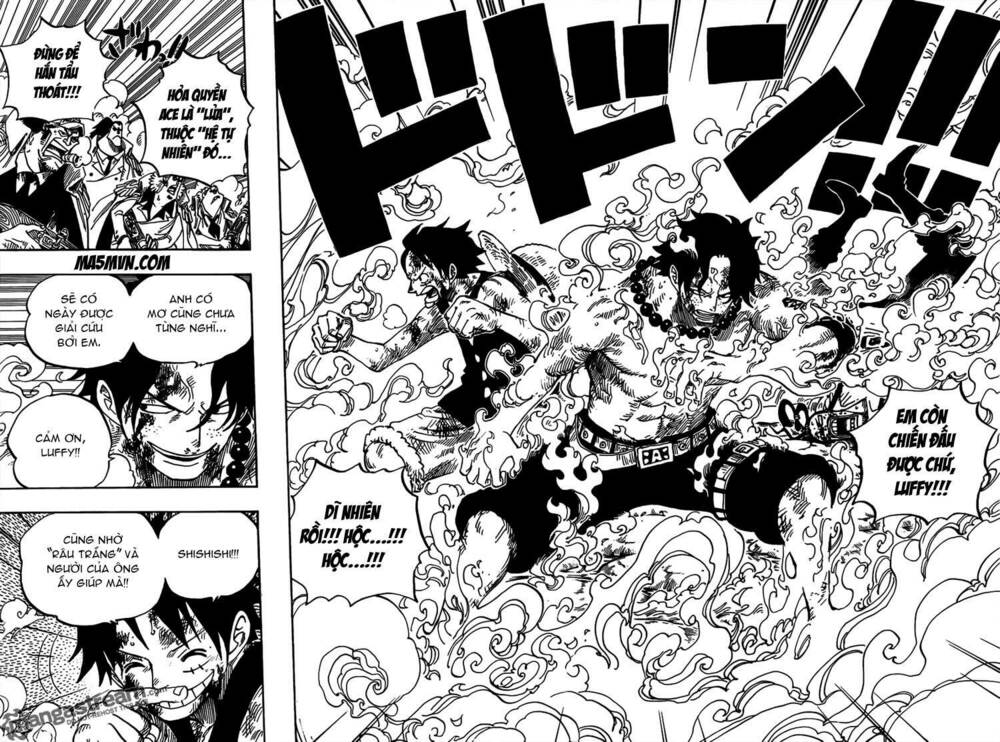 ドドン!!!
EM CÒN
CHIẾN ĐẤU
ĐƯỢC CHỨ,
LUFFY!!!
DĨ NHIÊN
RỒI!!! HỘC...!!!
HỘC...!!!
ざわ!!
HỎA QUYỀN
ACE LÀ "LỬA",
THUỘC "HỆ TỰ
NHIÊN" ĐÓ...
ĐỪNG ĐỂ
HẮN TẨU
THOÁT!!!
MA5MVN.COM
ANH CÓ
MƠ CŨNG CHƯA
TỪNG NGHĨ...
SẼ CÓ
NGÀY ĐƯỢC
GIẢI CỨU
BỞI EM.
CẢM ƠN,
LUFFY!!
SHISHISHI!!!
CŨNG NHỜ
"RÂU TRẮNG" VÀ
NGƯỜI CỦA ÔNG
ẤY GIÚP MÀ!!
mangastream.com